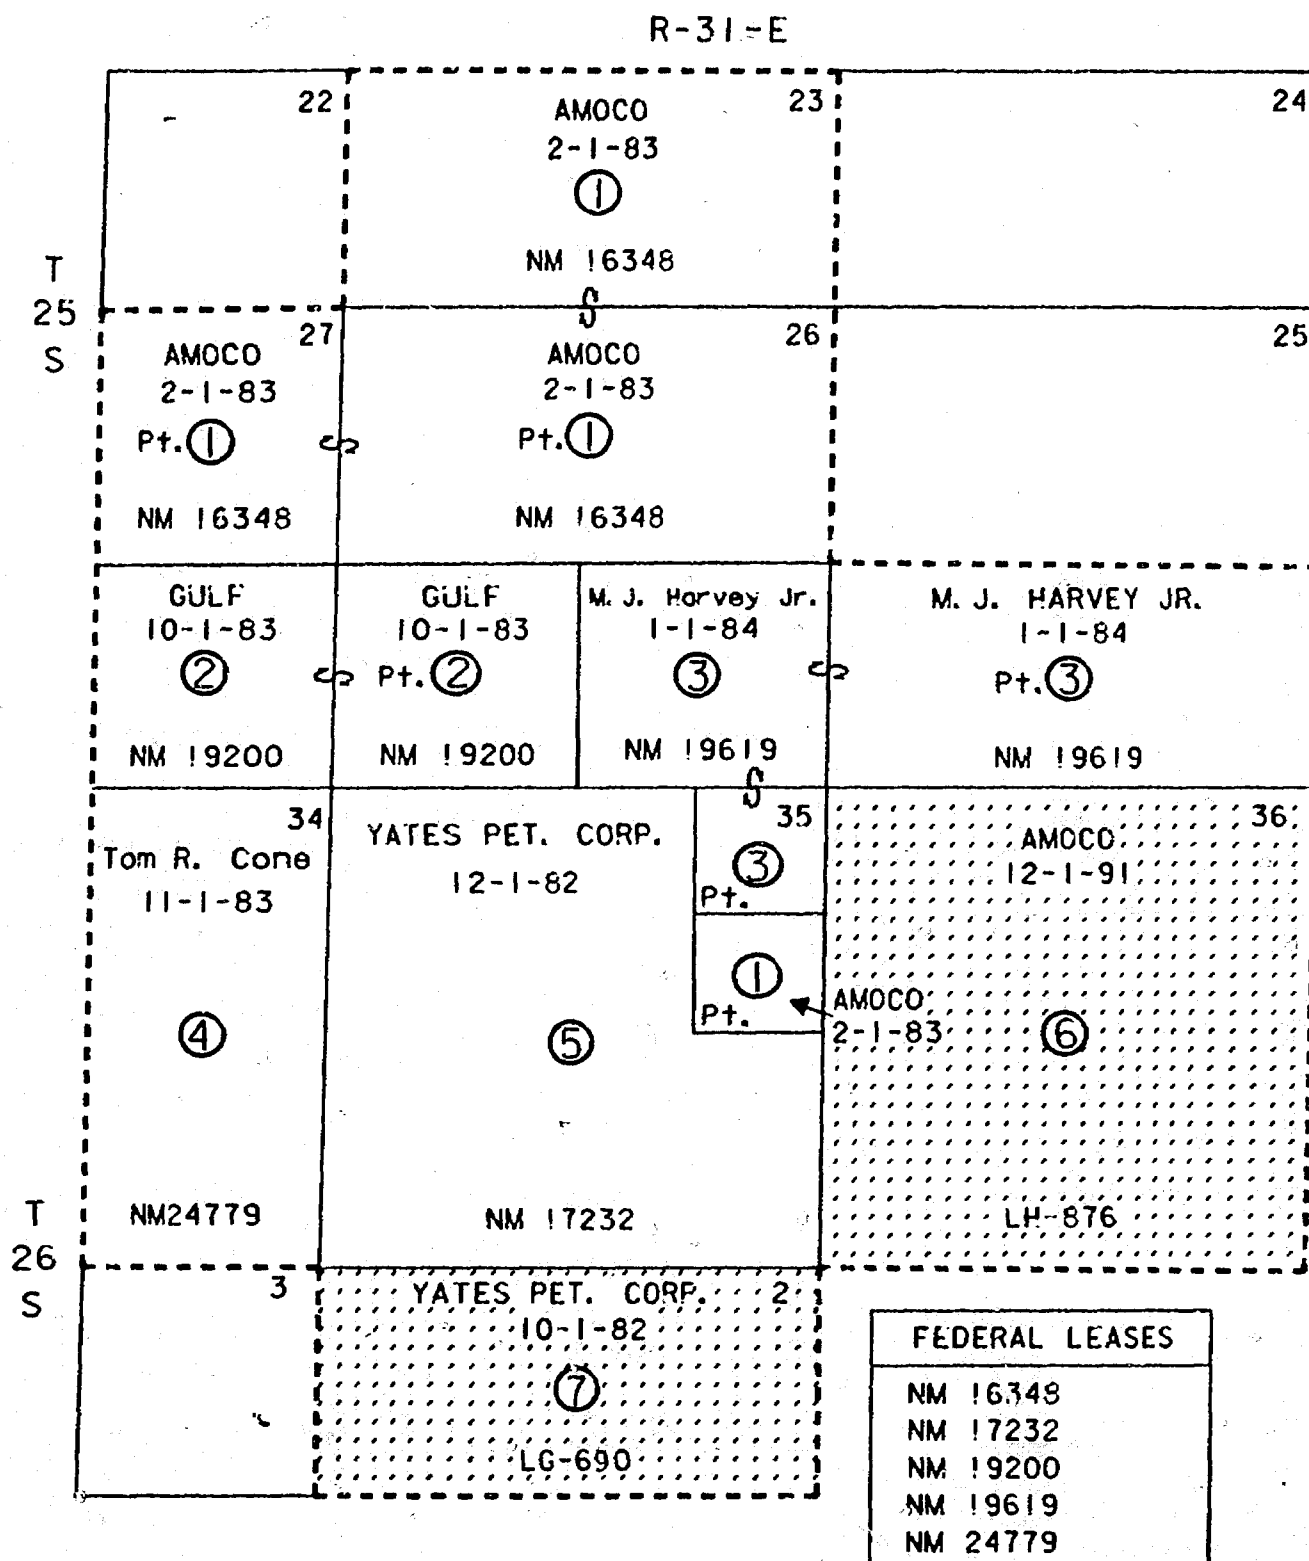 R-31-E
22
23
24
AMOCO
2-1-83
1
NM 16348
T
25
S
27
26
25
AMOCO
2-1-83
Pt. 1
NM 16348
S
AMOCO
2-1-83
Pt. 1
NM 16348
S
GULF
10-1-83
2
NM 19200
S
GULF
10-1-83
Pt. 2
NM 19200
M. J. Harvey Jr.
1-1-84
3
NM 19619
S
M. J. HARVEY JR.
1-1-84
Pt. 3
NM 19619
S
34
Tom R. Cone
11-1-83
4
NM24779
35
YATES PET. CORP.
12-1-82
5
NM 17232
3
Pt.
1
Pt.
AMOCO
2-1-83
36
AMOCO
12-1-91
6
LH-876
T
26
S
3
2
YATES PET. CORP.
10-1-82
7
LG-690
FEDERAL LEASES
NM 16348
NM 17232
NM 19200
NM 19619
NM 24779